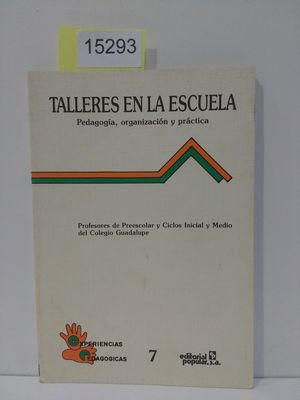 15293
TALLERES EN LA ESCUELA
Pedagogía, organización y práctica
Profesores de Preescolar y Ciclos Inicial y Medio
del Colegio Guadalupe
experiencias
pedagogicas
7
editorial
popular, s.a.